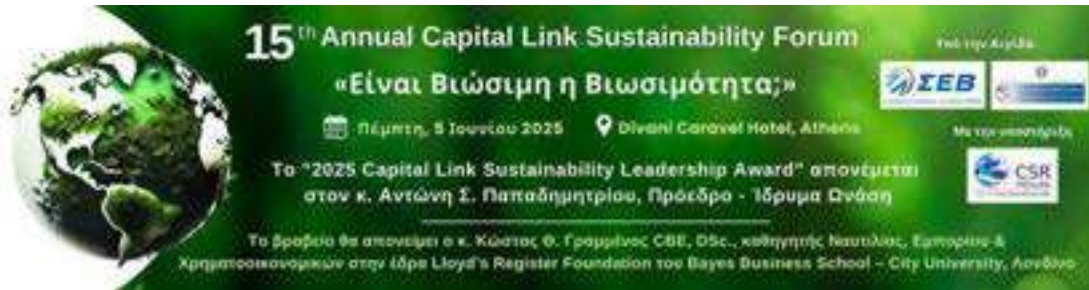 15th Annual Capital Link Sustainability Forum
«Είναι Βιώσιμη η Βιωσιμότητα;»
Πέμπτη, 5 Ιουνίου 2025
Divani Caravel Hotel, Athens
Υπό την Αιγίδα
ΣΕΒ
Με την υποστήριξη
CSR
Το "2025 Capital Link Sustainability Leadership Award" απονέμεται
στον κ. Αντώνη Σ. Παπαδημητρίου, Πρόεδρο - Ίδρυμα Ωνάση
Το βραβείο θα απονείμει ο κ. Κώστας Θ. Γραμμένος CBE, DSc., καθηγητής Ναυτιλίας, Εμπορίου &
Χρηματοοικονομικών στην έδρα Lloyd's Register Foundation του Bayes Business School – City University, Λονδίνο